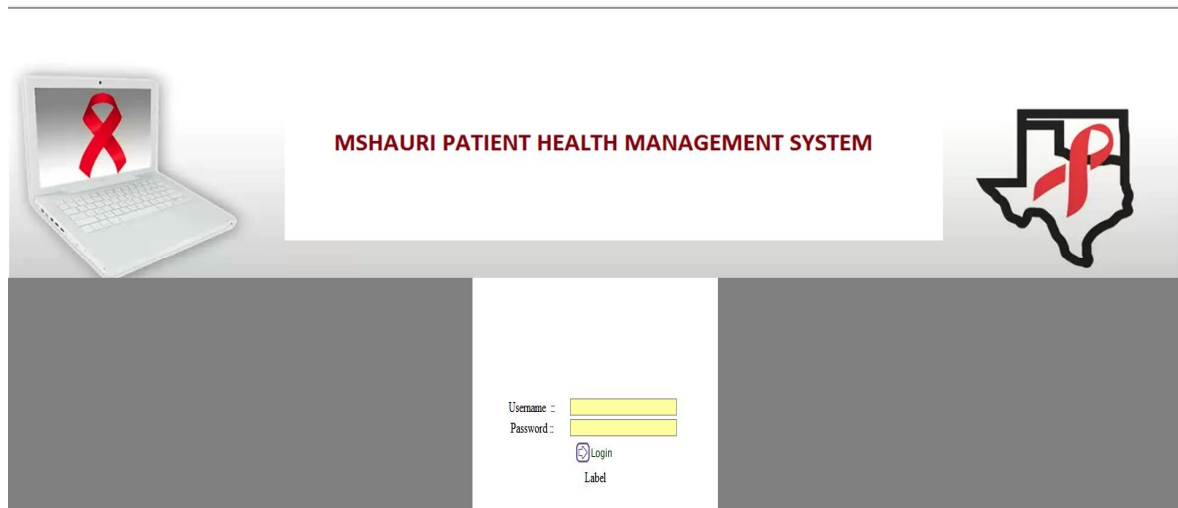 MSHAURI PATIENT HEALTH MANAGEMENT SYSTEM
Username ::
Password ::
Login
Label